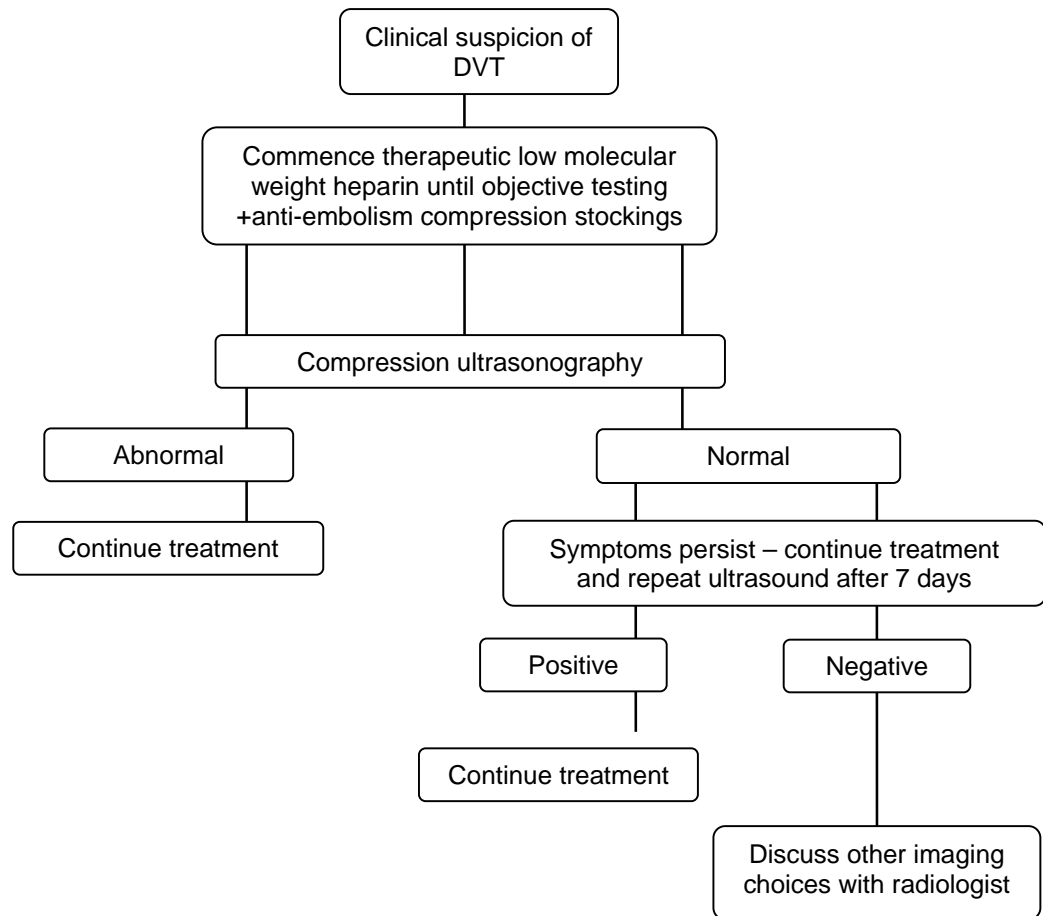 Clinical suspicion of
DVT
Commence therapeutic low molecular
weight heparin until objective testing
+anti-embolism compression stockings
Compression ultrasonography
Abnormal
Normal
Continue treatment
Symptoms persist – continue treatment
and repeat ultrasound after 7 days
Positive
Negative
Continue treatment
Discuss other imaging
choices with radiologist